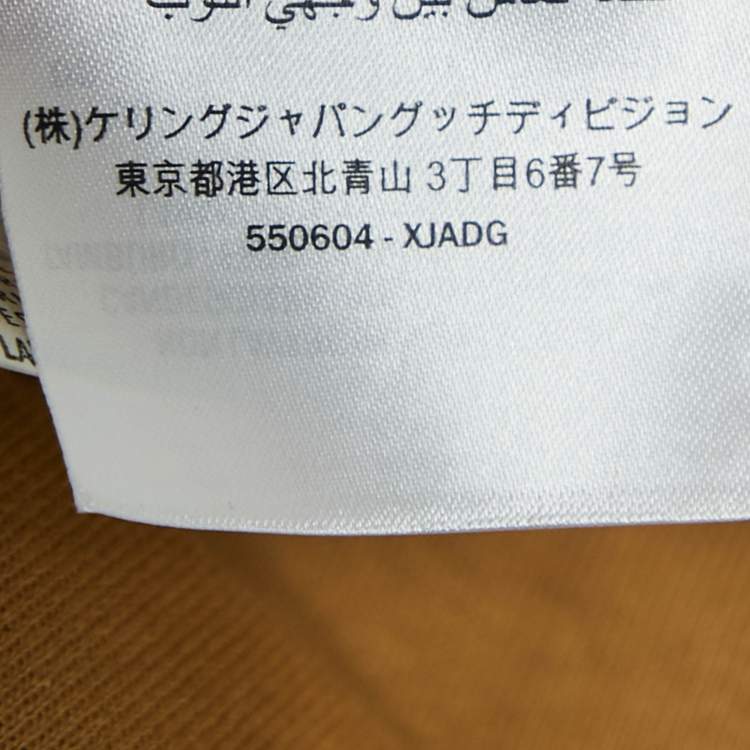 (株)ケリングジャパングッチディビジョン
東京都港区北青山 3丁目6番7号
550604 - XJADG
LA